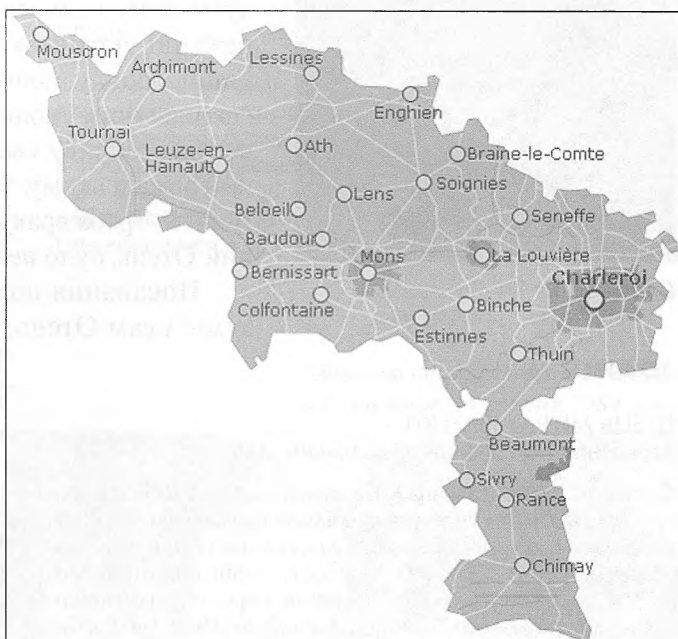 Mouscron
Archimont
Lessines
Enghien
Tournai
Leuze-en-
Hainaut
Ath
Braine-le-Comte
Lens
Soignies
Beloeil
Seneffe
Baudour
Mons
La Louvière
Bernissart
Charleroi
Colfontaine
Binche
Estinnes
Thuin
Beaumont
Sivry
Rance
Chimay